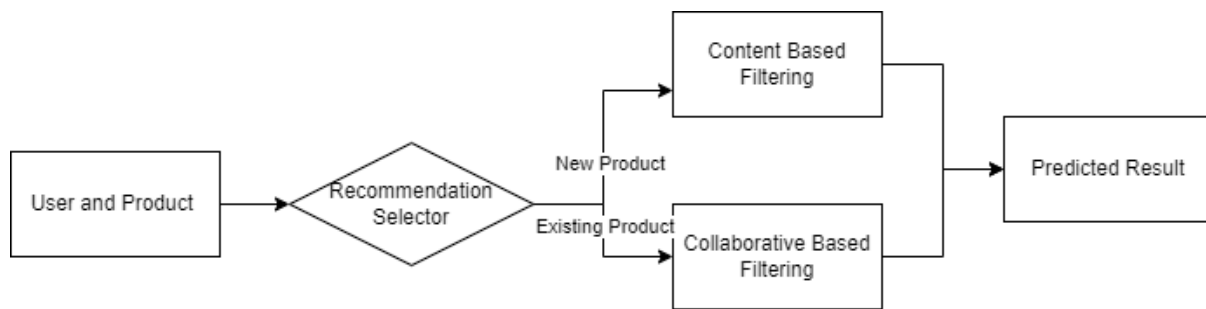 User and Product
Recommendation
Selector
New Product
Existing Product
Content Based
Filtering
Collaborative Based
Filtering
Predicted Result